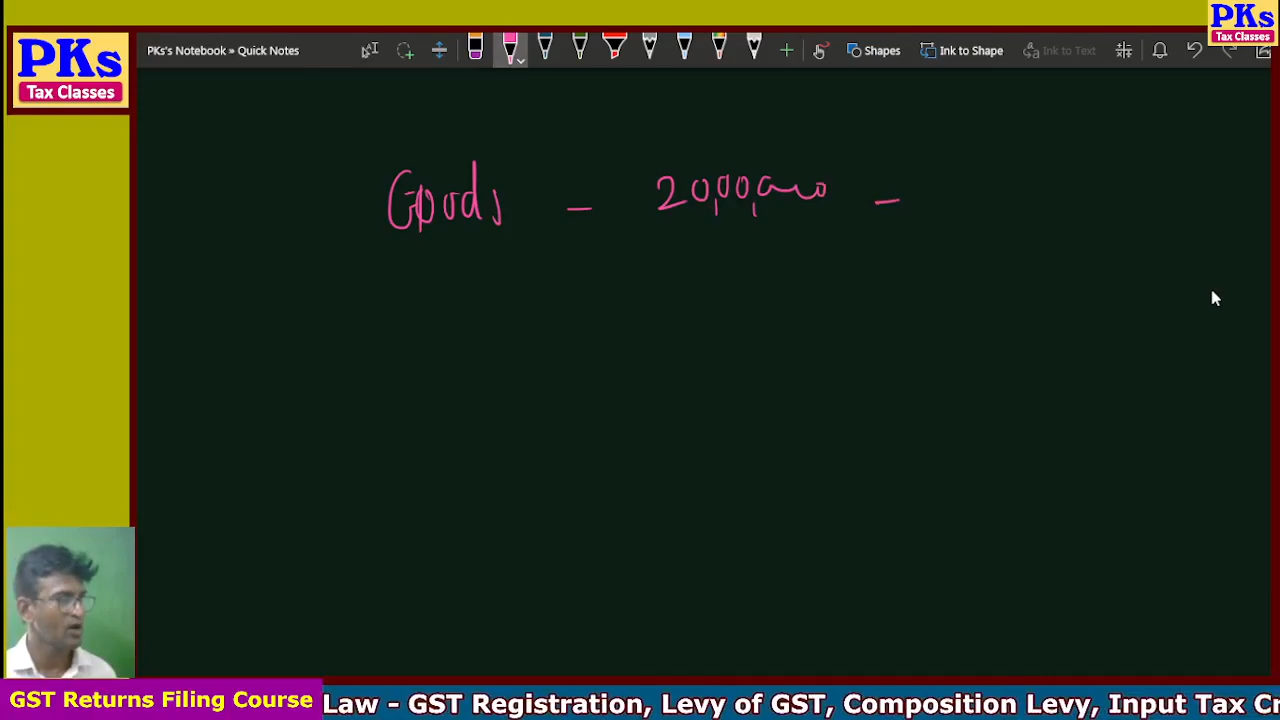 PKs
Tax Classes
PKs
Tax Classes
PKs's Notebook » Quick Notes
Shapes
Ink to Shape
Ink to Text
Goods - 20,00,000 -
GST Returns Filing Course
Law - GST Registration, Levy of GST, Composition Levy, Input Tax C